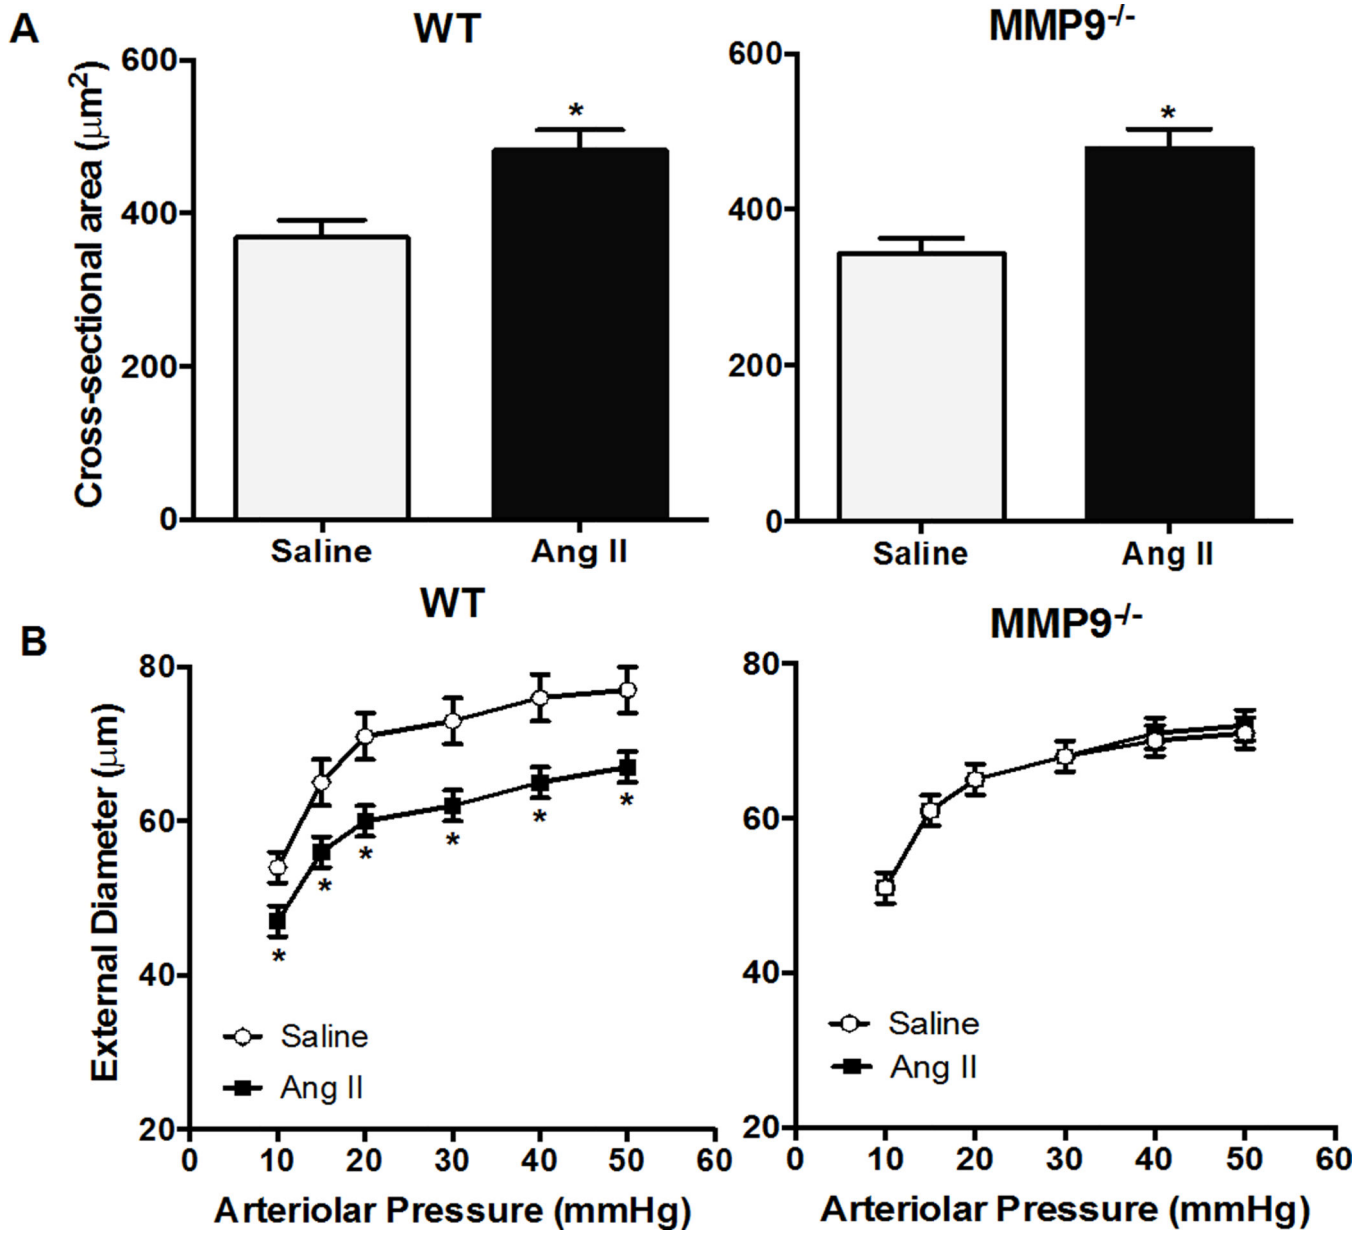 A
WT
MMP9-/-
Cross-sectional area (μm2)
600
400
200
0
*
Saline
Ang II
600
400
200
0
*
Saline
Ang II
B
WT
MMP9-/-
External Diameter (μm)
80
60
40
20
* * * * * *
Saline
Ang II
0 10 20 30 40 50 60
Arteriolar Pressure (mmHg)
80
60
40
20
Saline
Ang II
0 10 20 30 40 50 60
Arteriolar Pressure (mmHg)